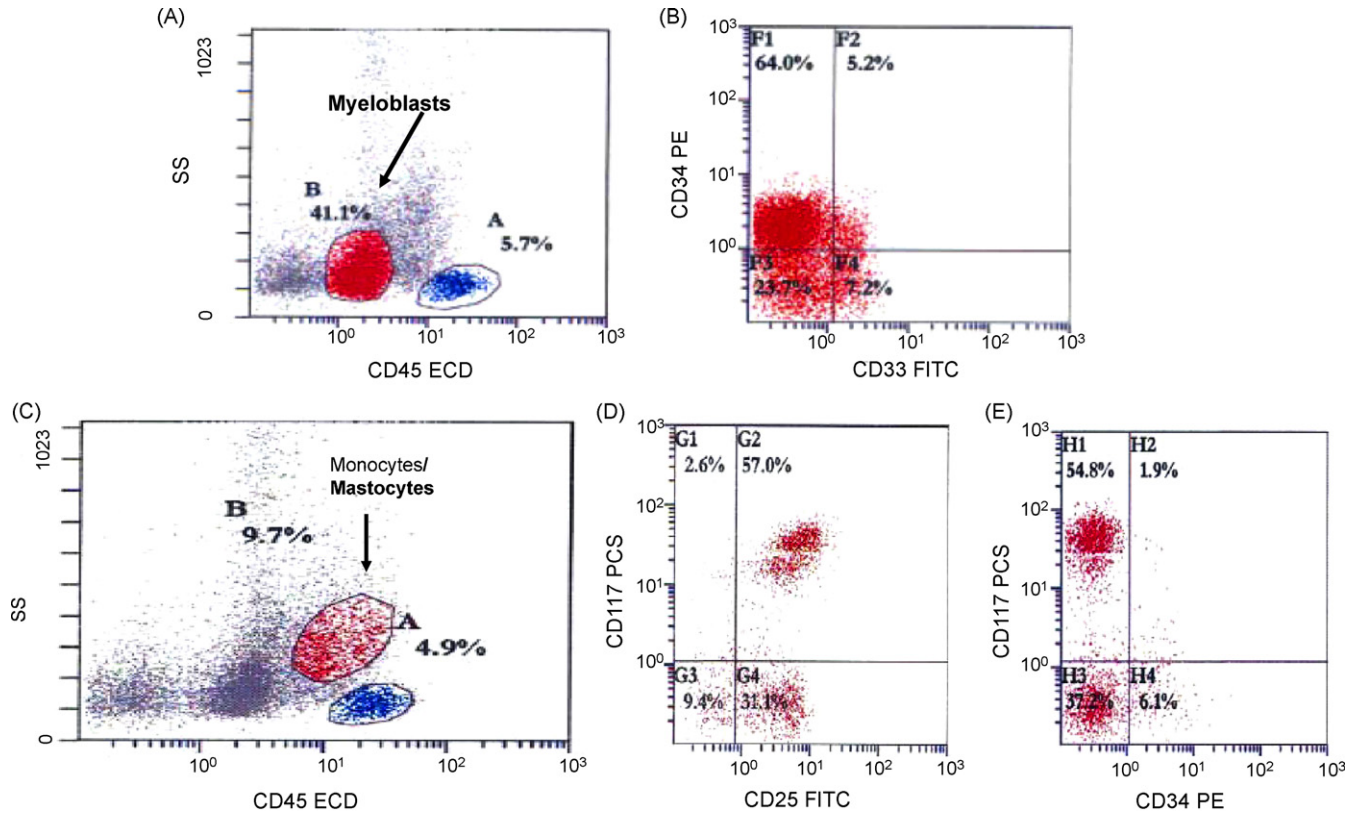 (A)
1023
SS
0
Myeloblasts
B
41.1%
A
5.7%
10⁰ 10¹ 10² 10³
CD45 ECD
(B)
10³
10²
10¹
10⁰
CD34 PE
F1
64.0%
F2
5.2%
F3
23.7%
F4
7.2%
10⁰ 10¹ 10² 10³
CD33 FITC
(C)
1023
SS
0
B
9.7%
Monocytes/
Mastocytes
A
4.9%
10⁰ 10¹ 10² 10³
CD45 ECD
(D)
10³
10²
10¹
10⁰
CD117 PCS
G1
2.6%
G2
57.0%
G3
9.4%
G4
31.1%
10⁰ 10¹ 10² 10³
CD25 FITC
(E)
10³
10²
10¹
10⁰
CD117 PCS
H1
54.8%
H2
1.9%
H3
37.2%
H4
6.1%
10⁰ 10¹ 10² 10³
CD34 PE